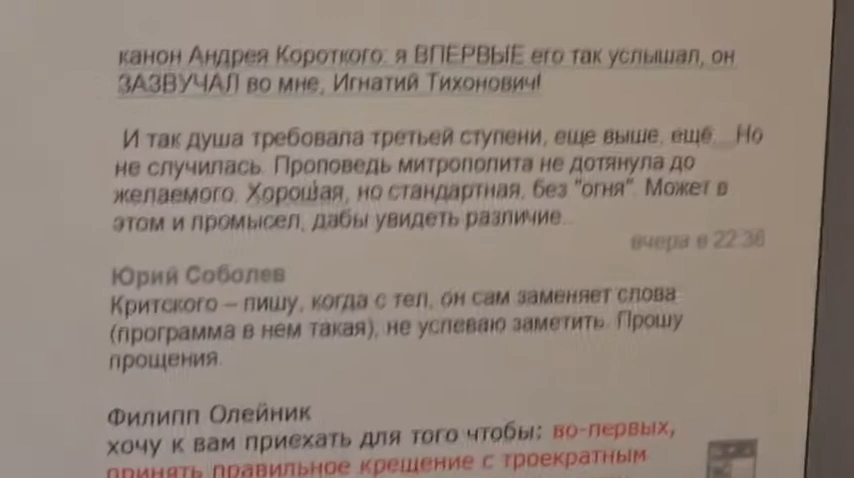 канон Андрея Короткого: я ВПЕРВЫЕ его так услышал, он
ЗАЗВУЧАЛ во мне, Игнатий Тихонович!
И так душа требовала третьей ступени, еще выше, ещё... Но
не случилась. Проповедь митрополита не дотянула до
желаемого. Хорошая, но стандартная, без "огня". Может в
этом и промысел, дабы увидеть различие...
вчера в 22:36
Юрий Соболев
Критского – пишу, когда с тел, он сам заменяет слова
(программа в нем такая), не успеваю заметить. Прошу
прощения.
Филипп Олейник
хочу к вам приехать для того чтобы: во-первых,
принять правильное крещение с троекратным